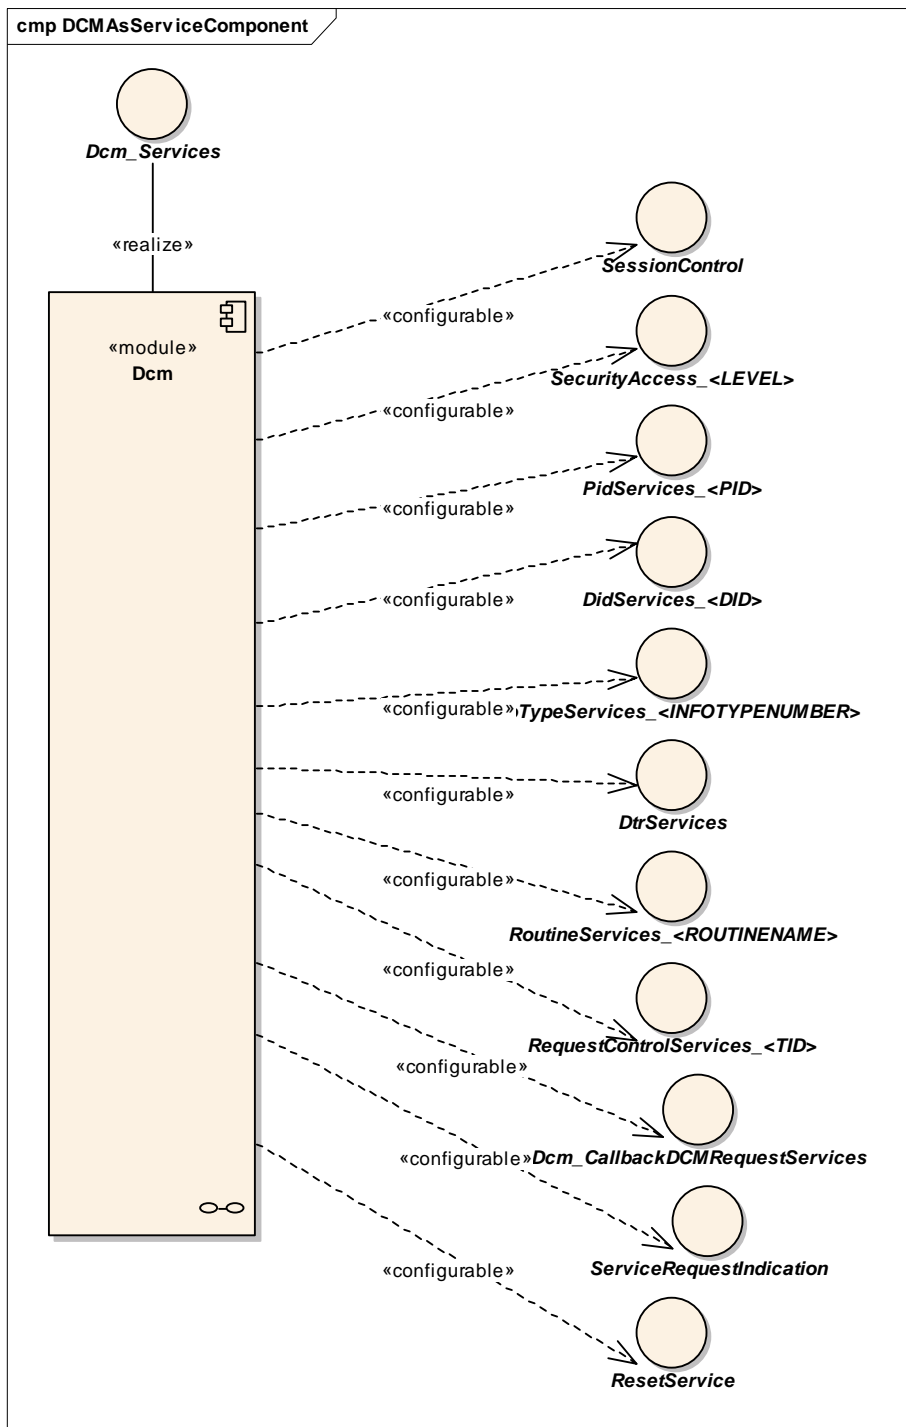 cmp DCMAsServiceComponent
Dcm_Services
«realize»
«module»
Dcm
SessionControl
«configurable»
SecurityAccess_<LEVEL>
«configurable»
PidServices_<PID>
«configurable»
DidServices_<DID>
«configurable»
«configurable» TypeServices_<INFOTYPENUMBER>
DtrServices
«configurable»
«configurable»
RoutineServices_<ROUTINENAME>
«configurable»
RequestControlServices_<TID>
«configurable»
«configurable» Dcm_CallbackDCMRequestServices
ServiceRequestIndication
«configurable»
ResetService